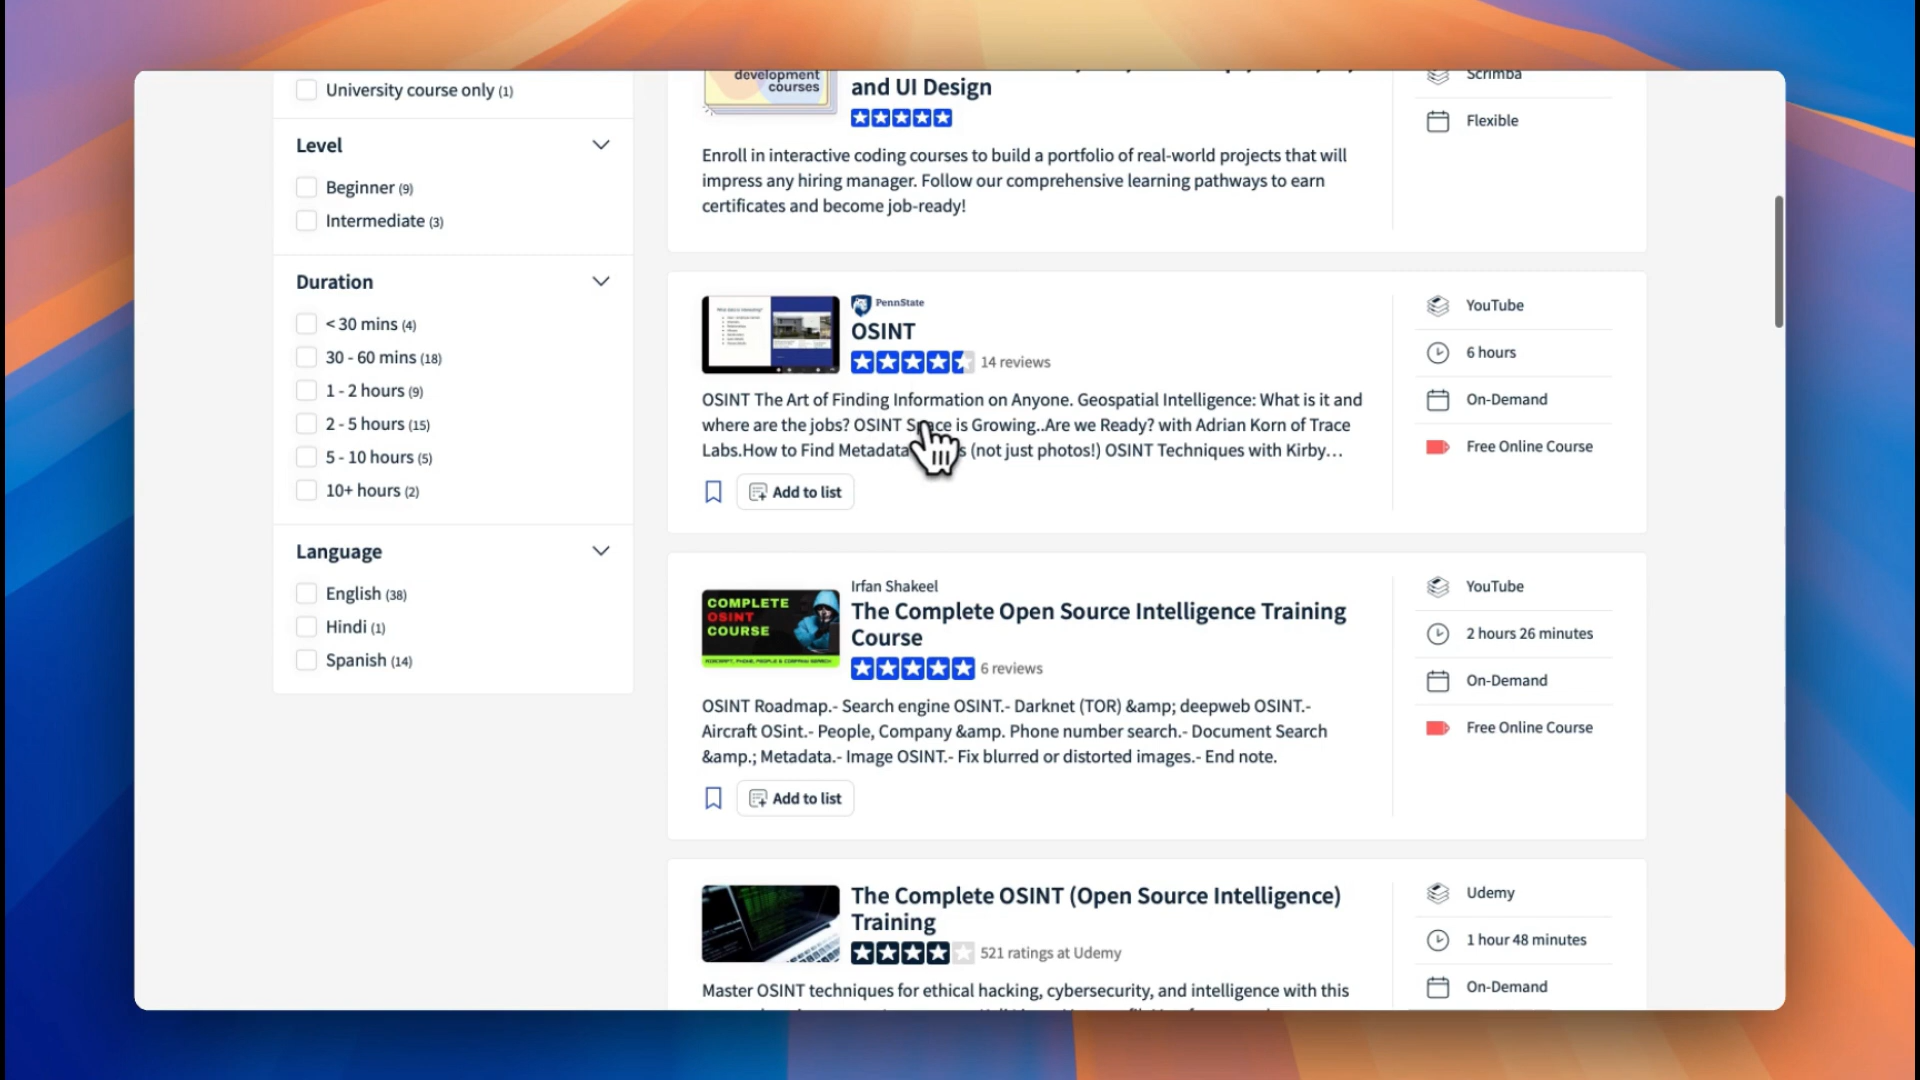 University course only (1)
Level
Beginner (9)
Intermediate (3)
Duration
< 30 mins (4)
30 - 60 mins (18)
1 - 2 hours (9)
2 - 5 hours (15)
5 - 10 hours (5)
10+ hours (2)
Language
English (38)
Hindi (1)
Spanish (14)
development
courses
and UI Design
Enroll in interactive coding courses to build a portfolio of real-world projects that will
impress any hiring manager. Follow our comprehensive learning pathways to earn
certificates and become job-ready!
Scrimba
Flexible
PennState
OSINT
14 reviews
OSINT The Art of Finding Information on Anyone. Geospatial Intelligence: What is it and
where are the jobs? OSINT Space is Growing..Are we Ready? with Adrian Korn of Trace
Labs.How to Find Metadata (not just photos!) OSINT Techniques with Kirby...
Add to list
YouTube
6 hours
On-Demand
Free Online Course
COMPLETE
OSINT
COURSE
Irfan Shakeel
The Complete Open Source Intelligence Training
Course
6 reviews
OSINT Roadmap.- Search engine OSINT.- Darknet (TOR) &amp; deepweb OSINT.-
Aircraft OSint.- People, Company &amp. Phone number search.- Document Search
&amp.; Metadata.- Image OSINT.- Fix blurred or distorted images.- End note.
Add to list
YouTube
2 hours 26 minutes
On-Demand
Free Online Course
The Complete OSINT (Open Source Intelligence)
Training
521 ratings at Udemy
Master OSINT techniques for ethical hacking, cybersecurity, and intelligence with this
Udemy
1 hour 48 minutes
On-Demand